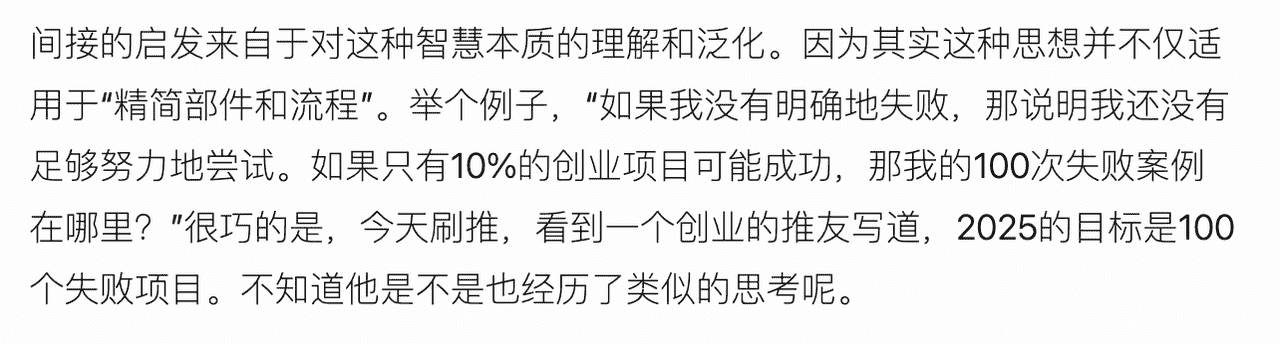 间接的启发来自于对这种智慧本质的理解和泛化。因为其实这种思想并不仅适
用于“精简部件和流程”。举个例子，“如果我没有明确地失败，那说明我还没有
足够努力地尝试。如果只有10%的创业项目可能成功，那我的100次失败案例
在哪里？”很巧的是，今天刷推，看到一个创业的推友写道，2025的目标是100
个失败项目。不知道他是不是也经历了类似的思考呢。